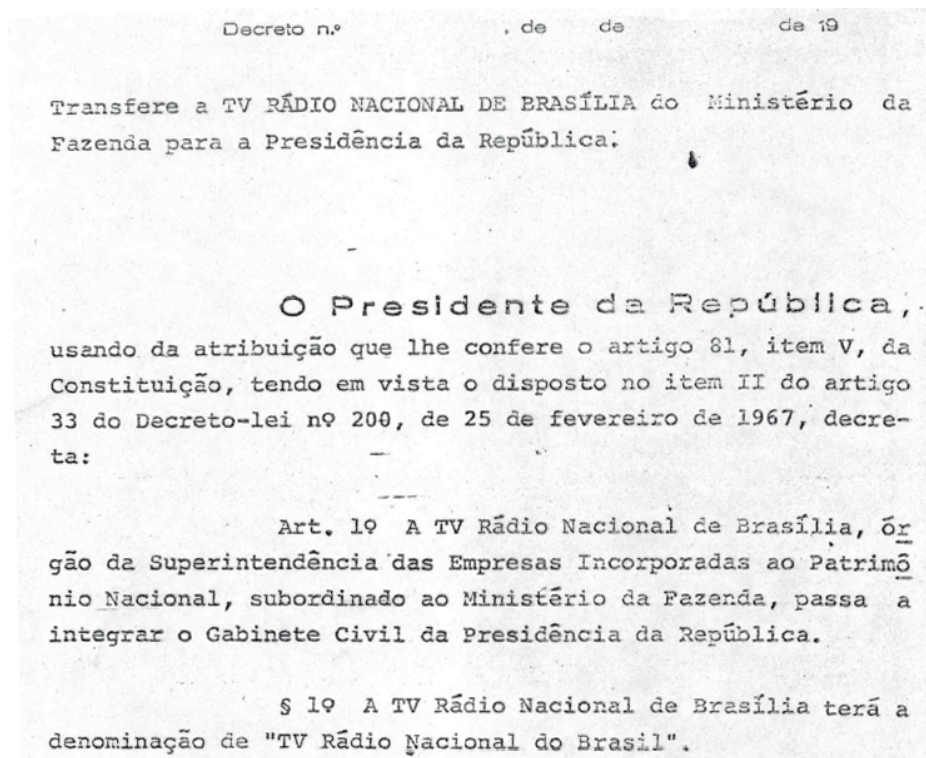 Decreto n.º , de de de 19
Transfere a TV RÁDIO NACIONAL DE BRASÍLIA do Ministério da
Fazenda para a Presidência da República.
O Presidente da República,
usando da atribuição que lhe confere o artigo 81, item V, da
Constituição, tendo em vista o disposto no item II do artigo
33 do Decreto-lei nº 200, de 25 de fevereiro de 1967, decre-
ta:
Art. 1º A TV Rádio Nacional de Brasília, ór
gão da Superintendência das Empresas Incorporadas ao Patrimô
nio Nacional, subordinado ao Ministério da Fazenda, passa a
integrar o Gabinete Civil da Presidência da República.
§ 1º A TV Rádio Nacional de Brasília terá a
denominação de "TV Rádio Nacional do Brasil".